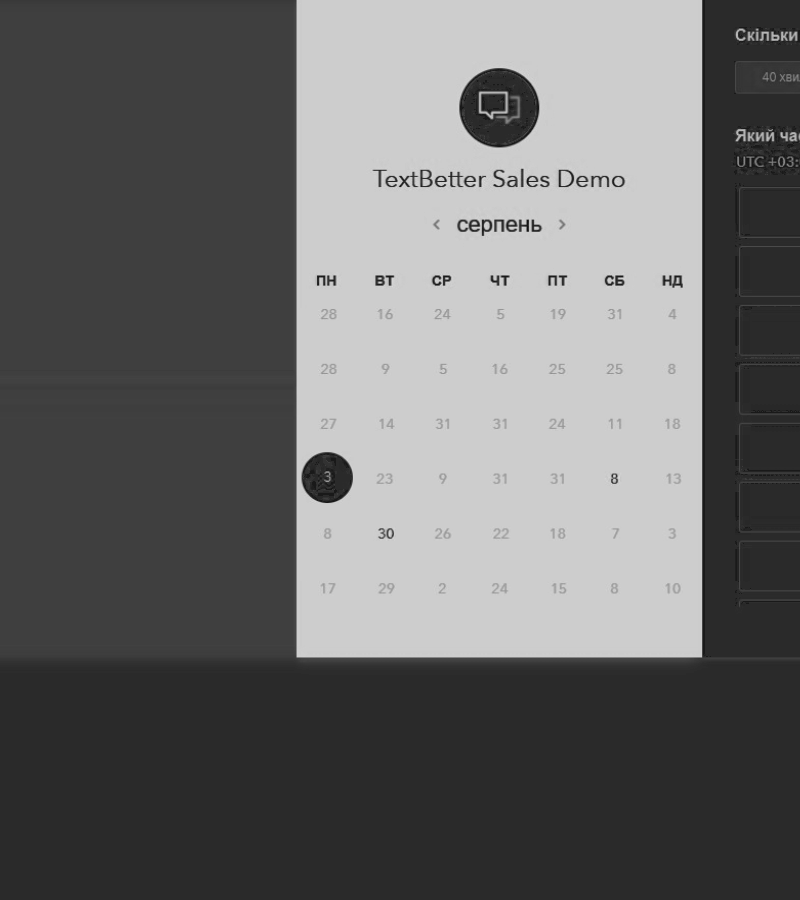 TextBetter Sales Demo
< серпень >
ПН ВТ СР ЧТ ПТ СБ НД
28 16 24 5 19 31 4
28 9 5 16 25 25 8
27 14 31 31 24 11 18
3 23 9 31 31 8 13
8 30 26 22 18 7 3
17 29 2 24 15 8 10
Скільки
40 хви
Який ча
UTC +03: